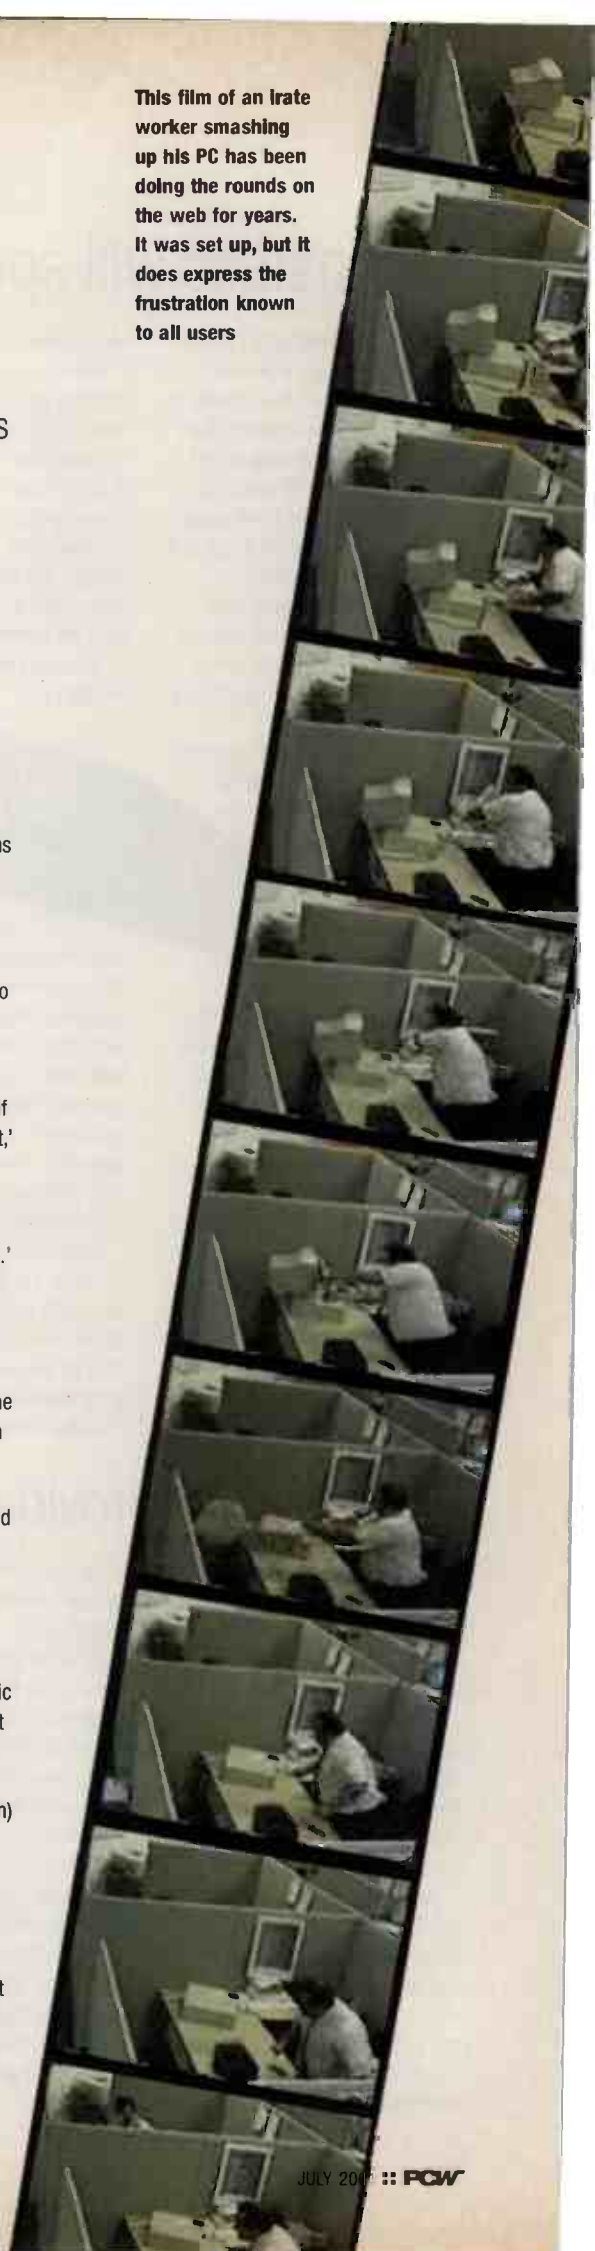 This film of an irate
worker smashing
up his PC has been
doing the rounds on
the web for years.
It was set up, but it
does express the
frustration known
to all users
JULY :: PCW